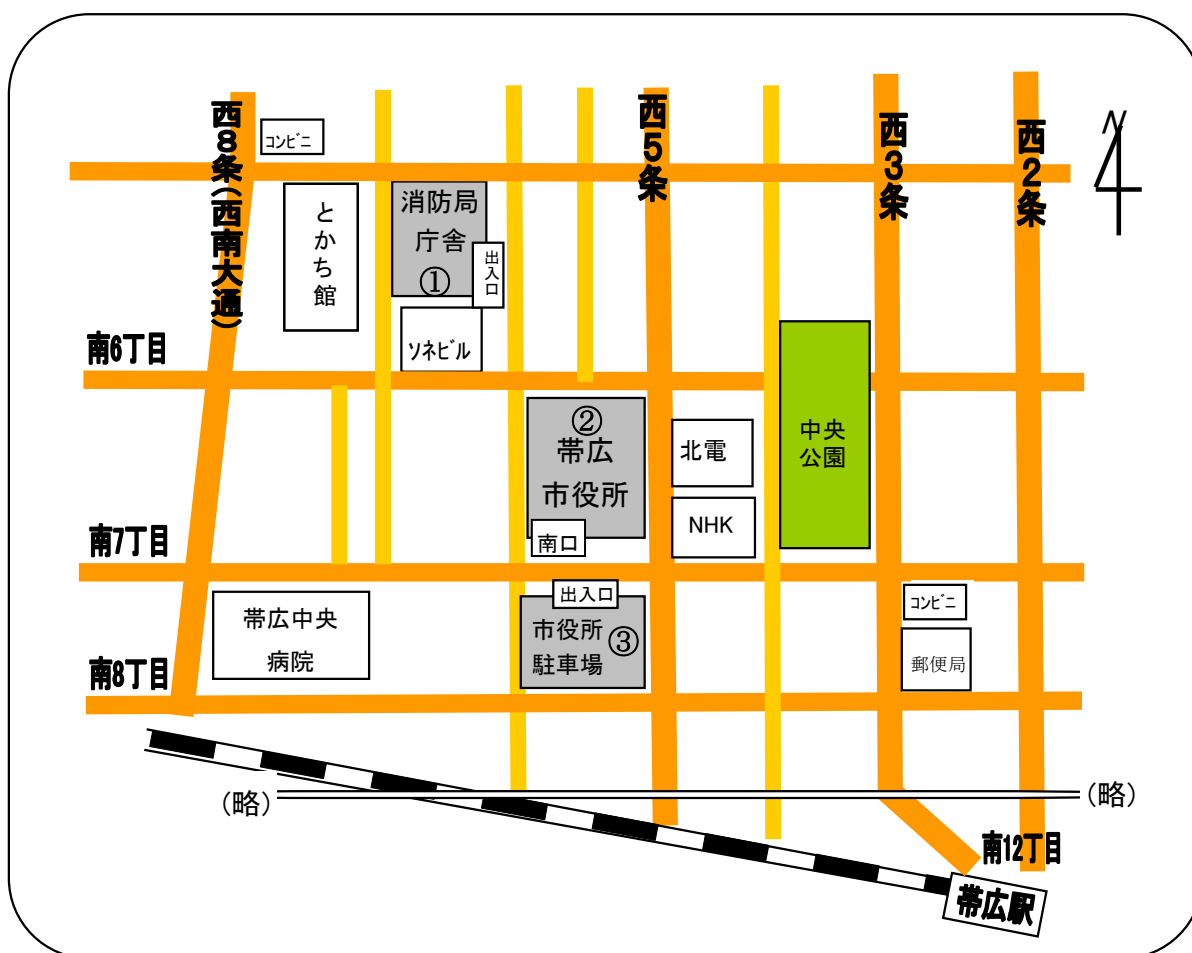 西8条(西南大通)
コンビニ
西5条
西3条
西2条
N
とかち館
消防局
庁舎
①
出入口
ソネビル
南6丁目
②
帯広
市役所
南口
北電
NHK
中央
公園
南7丁目
帯広中央
病院
出入口
市役所
駐車場
③
コンビニ
郵便局
南8丁目
(略)
(略)
南12丁目
帯広駅